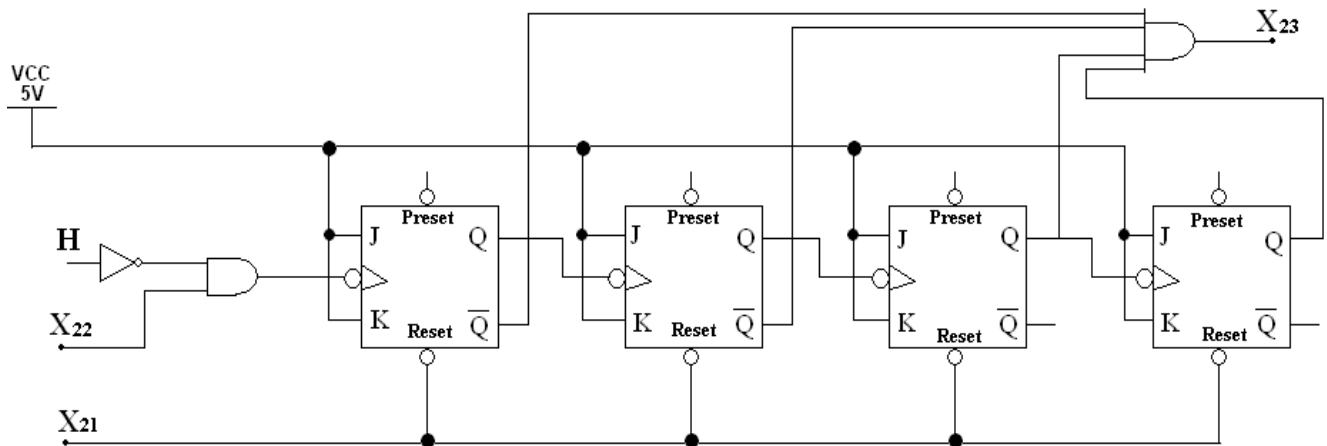 X23
VCC
5V
Preset
Preset
Preset
Preset
J
Q
J
Q
J
Q
J
Q
H
X22
K
Reset
Q̅
K
Reset
Q̅
K
Reset
Q̅
K
Reset
Q̅
X21